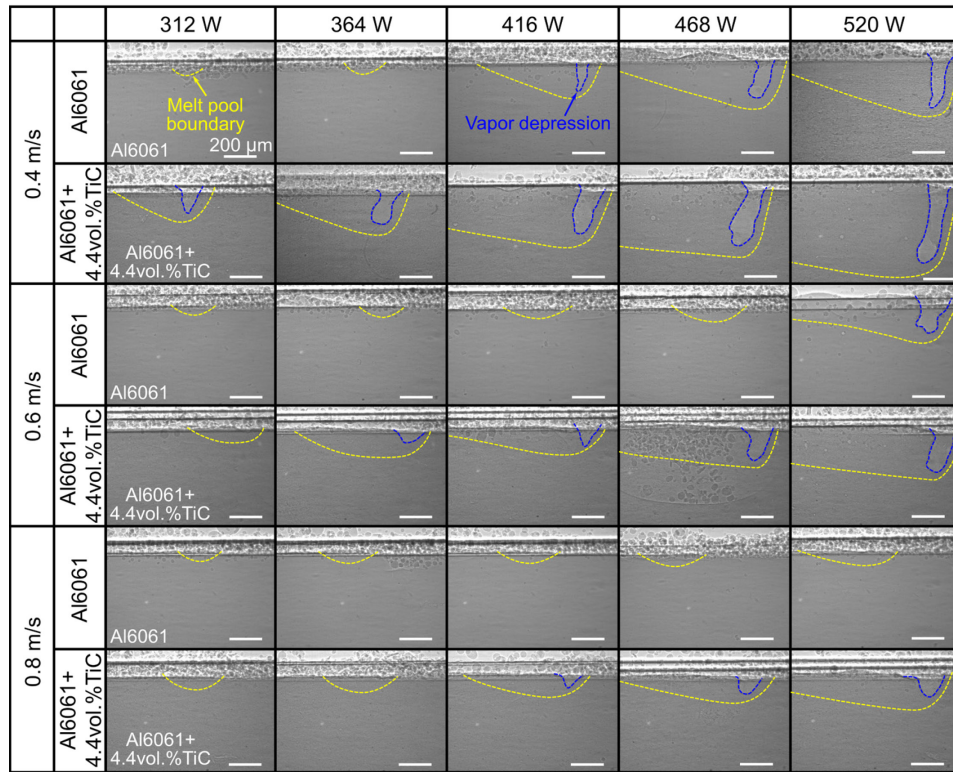 312 W
364 W
416 W
468 W
520 W
0.4 m/s
Al6061
Melt pool
boundary
200 µm
Al6061
Vapor depression
Al6061+
4.4vol.%TiC
Al6061+
4.4vol.%TiC
0.6 m/s
Al6061
Al6061
Al6061+
4.4vol.%TiC
Al6061+
4.4vol.%TiC
0.8 m/s
Al6061
Al6061
Al6061+
4.4vol.%TiC
Al6061+
4.4vol.%TiC